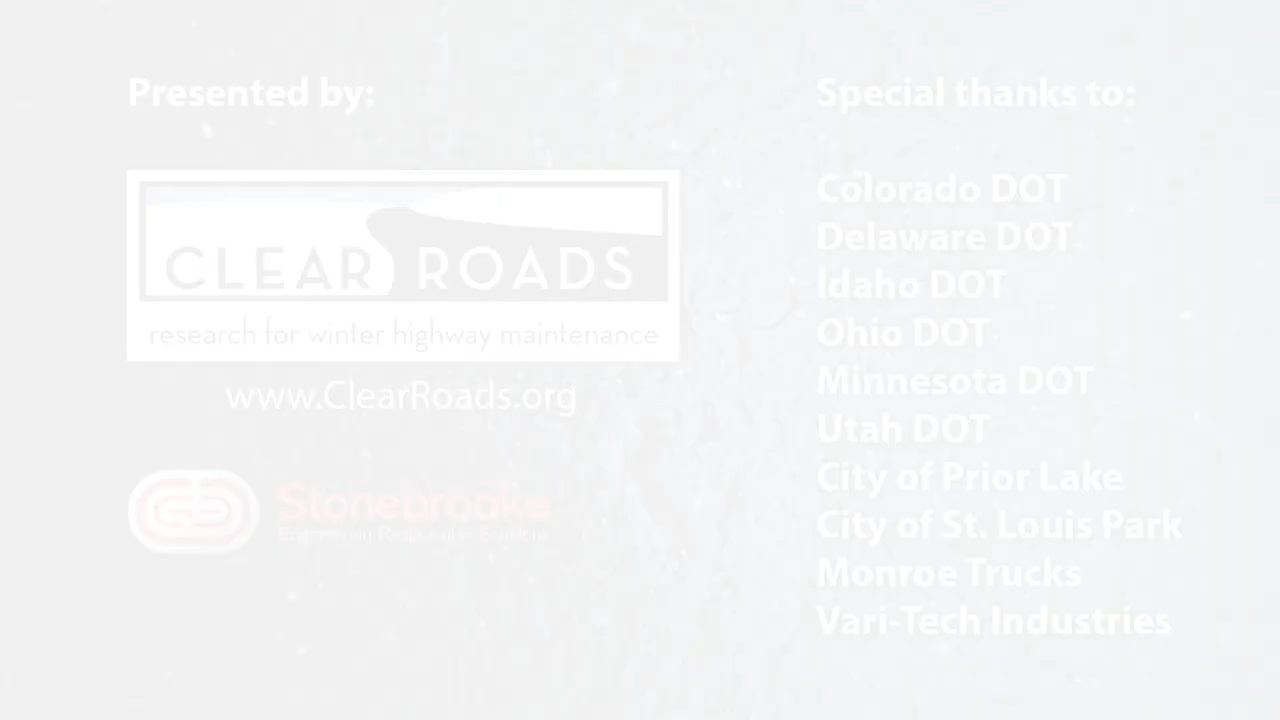 Presented by:
CLEAR ROADS
research for winter highway maintenance
www.ClearRoads.org
Stonebrooke
Special thanks to:
Colorado DOT
Delaware DOT
Idaho DOT
Ohio DOT
Minnesota DOT
Utah DOT
City of Prior Lake
City of St. Louis Park
Monroe Trucks
Vari-Tech Industries